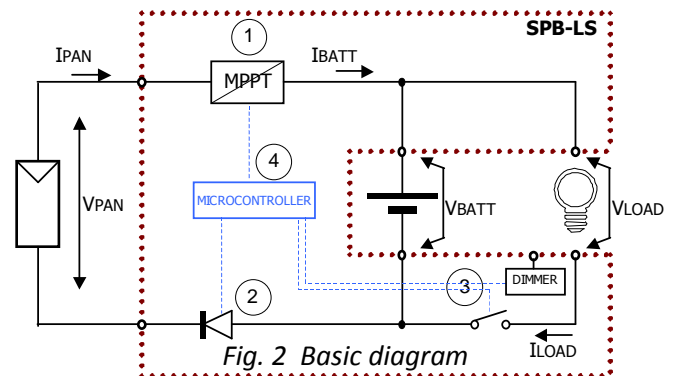 1
SPB-LS
IPAN
IBATT
MPPT
4
MICROCONTROLLER
VPAN
VBATT
VLOAD
2
3
DIMMER
ILOAD
Fig. 2 Basic diagram